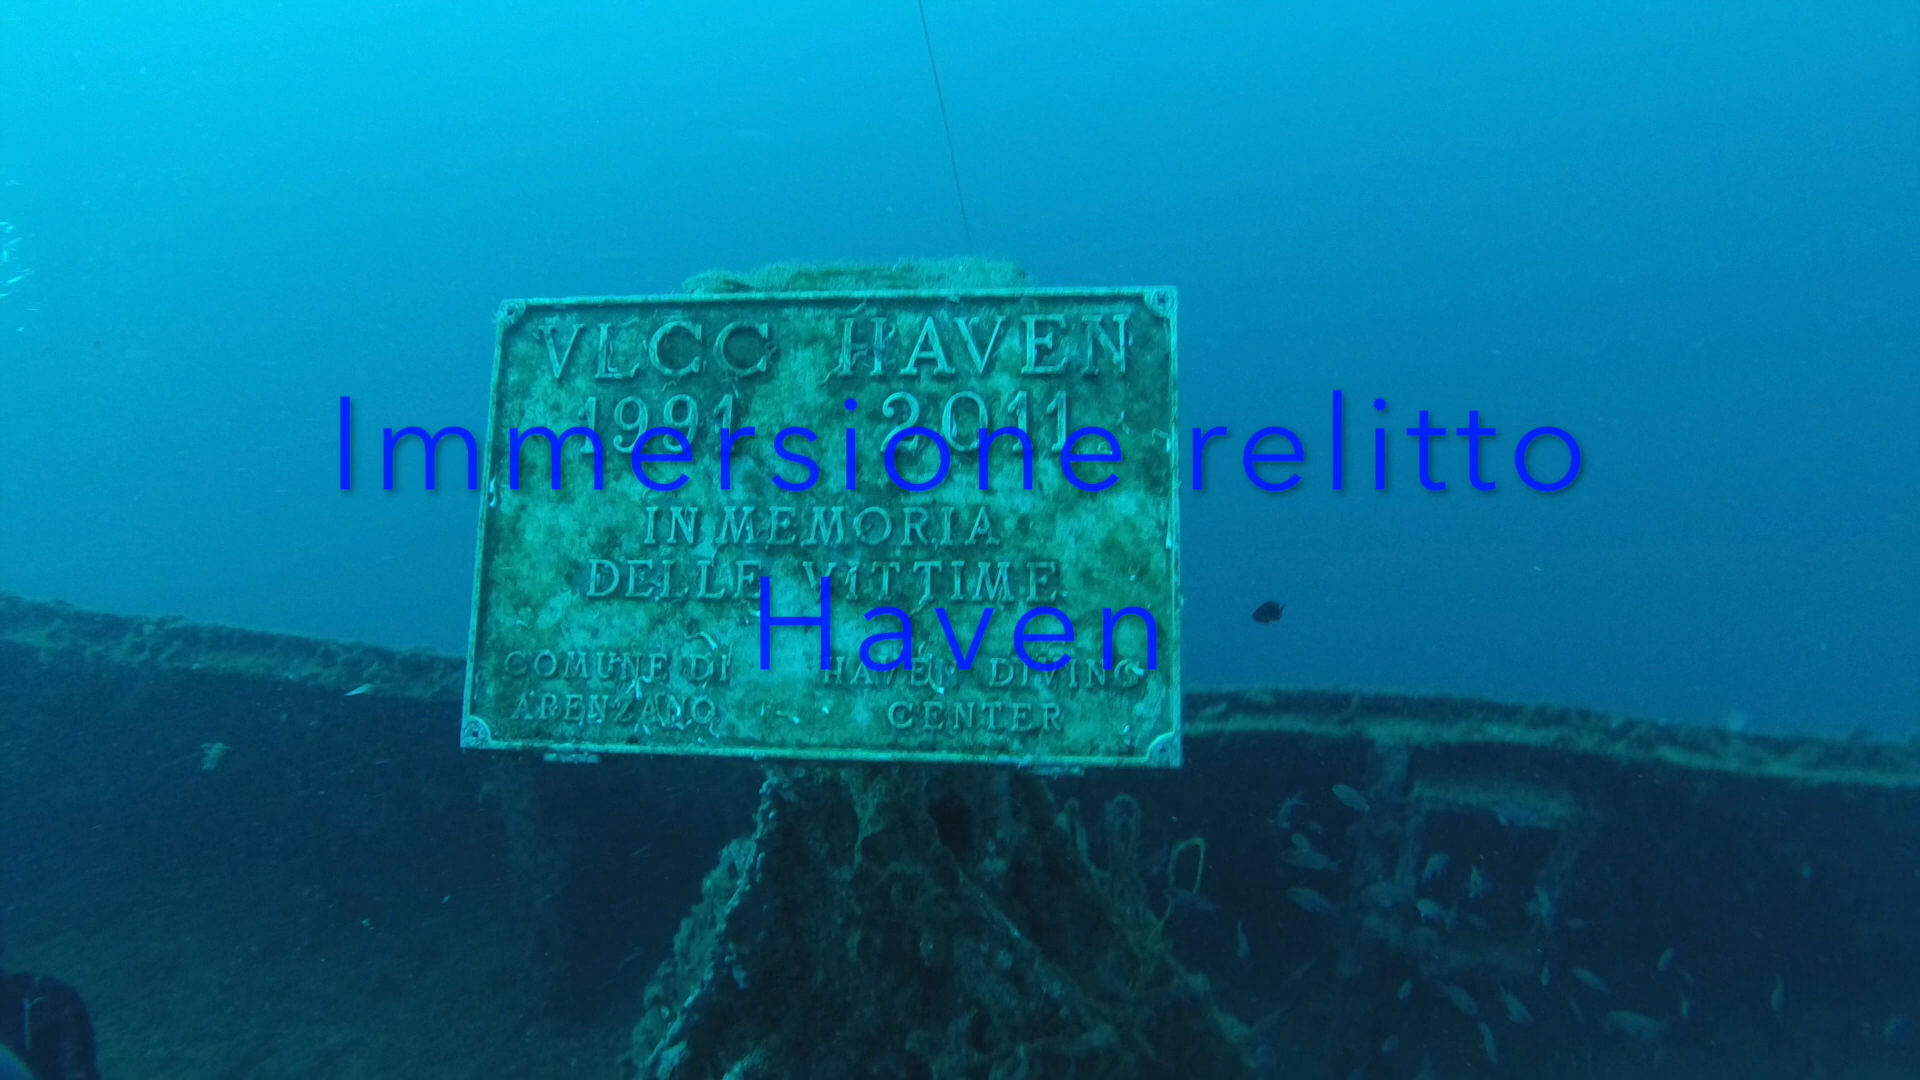 VLCC HAVEN
1991 2011
Immersione relitto
IN MEMORIA
DELLE VITTIME
Haven
COMUNE DI HAVEN DIVING
ARENZANO CENTER